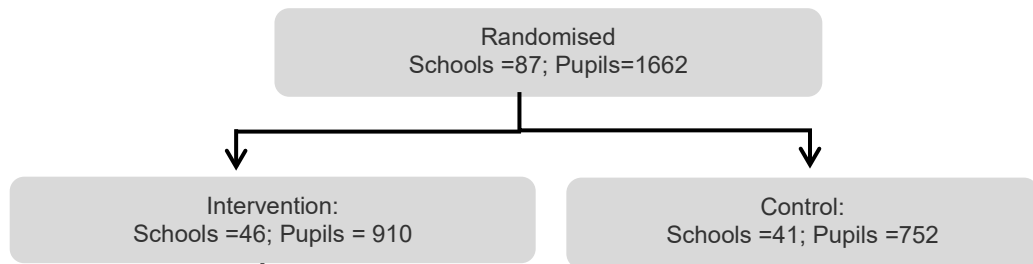 Randomised
Schools =87; Pupils=1662
Intervention:
Schools =46; Pupils = 910
Control:
Schools =41; Pupils =752